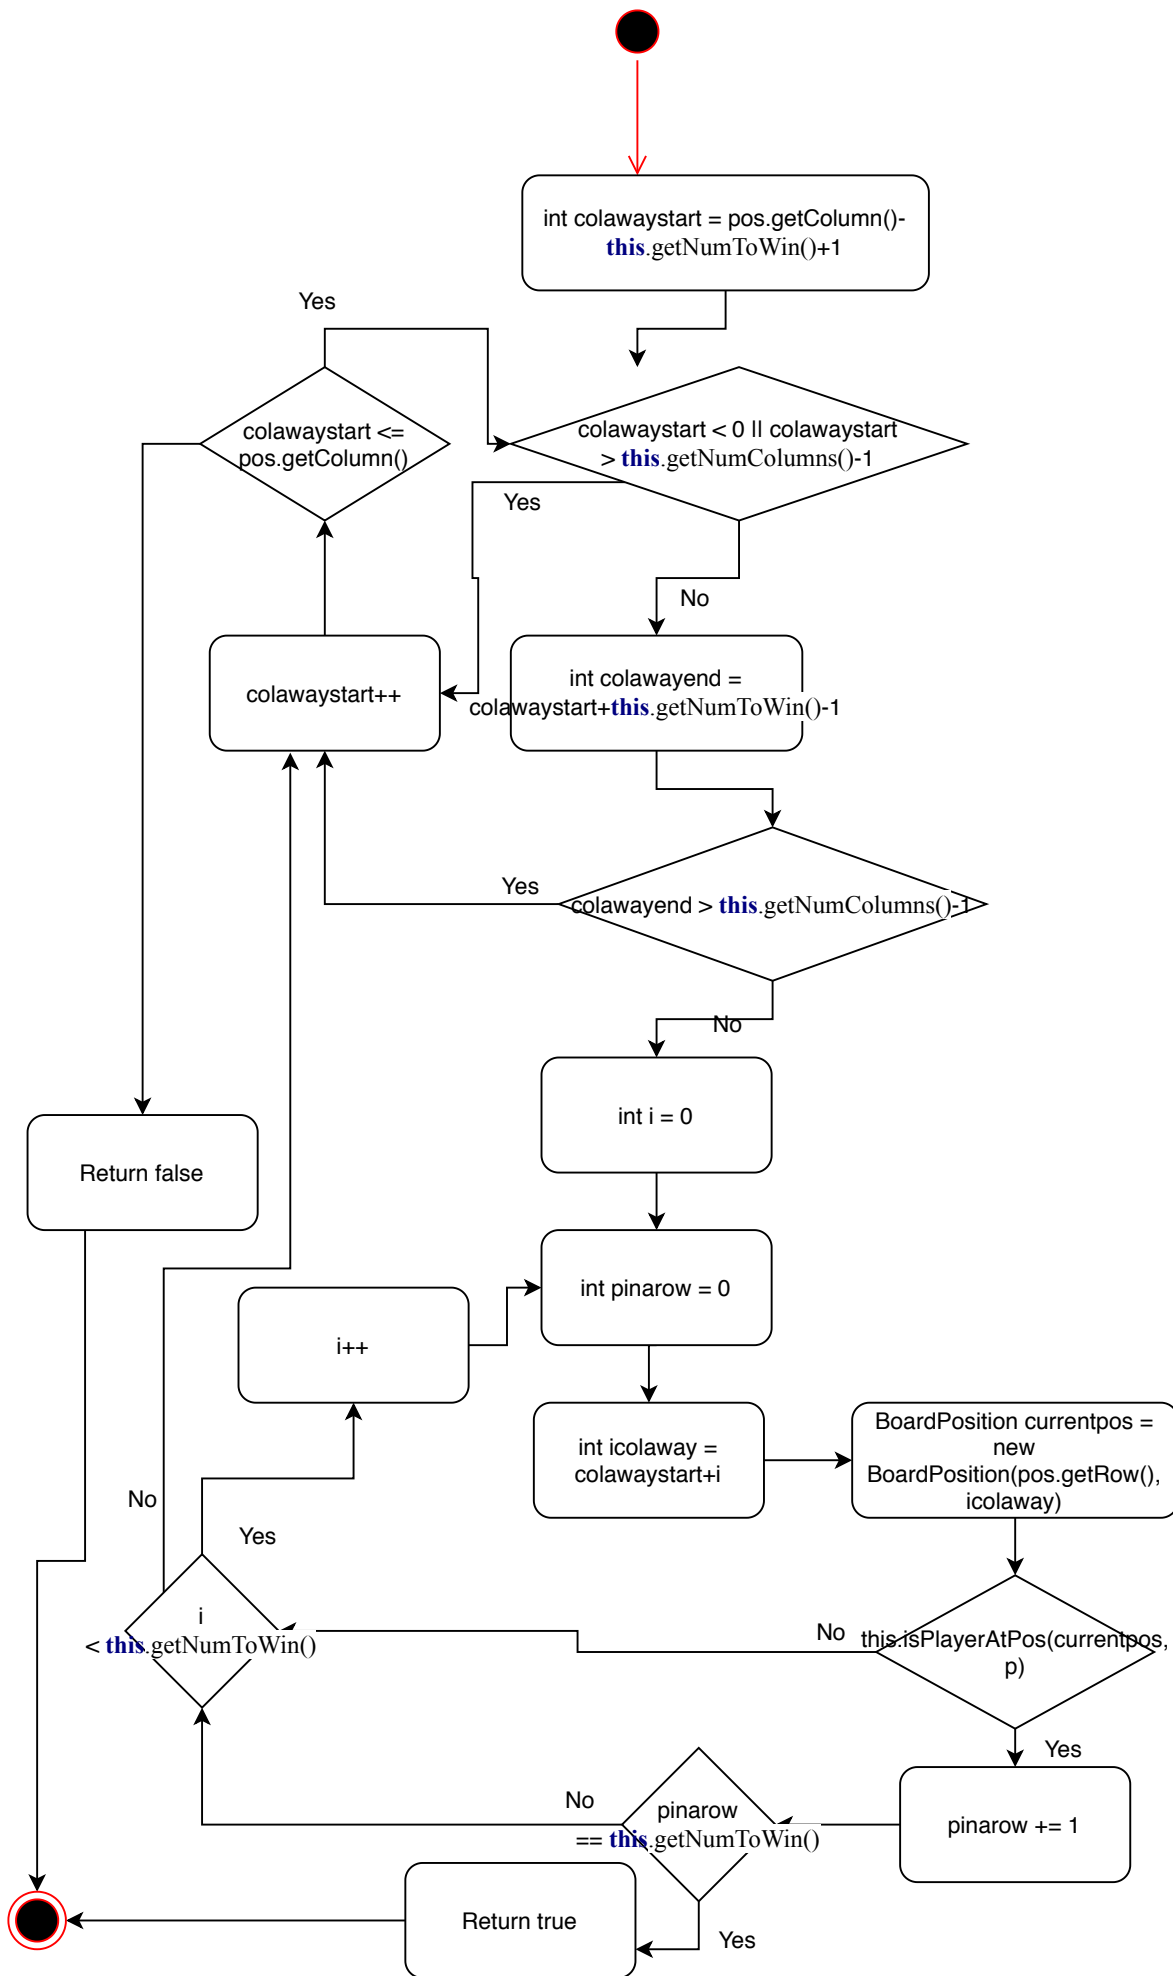 int colawaystart = pos.getColumn()-
this.getNumToWin()+1
Yes
colawaystart <=
pos.getColumn()
colawaystart < 0 || colawaystart
> this.getNumColumns()-1
Yes
No
colawaystart++
int colawayend =
colawaystart+this.getNumToWin()-1
Yes
colawayend > this.getNumColumns()-1
No
int i = 0
Return false
int pinarow = 0
i++
int icolaway =
colawaystart+i
BoardPosition currentpos =
new
BoardPosition(pos.getRow(),
icolaway)
No
Yes
i
< this.getNumToWin()
No
this.isPlayerAtPos(currentpos,
p)
Yes
No
pinarow
== this.getNumToWin()
pinarow += 1
Return true
Yes